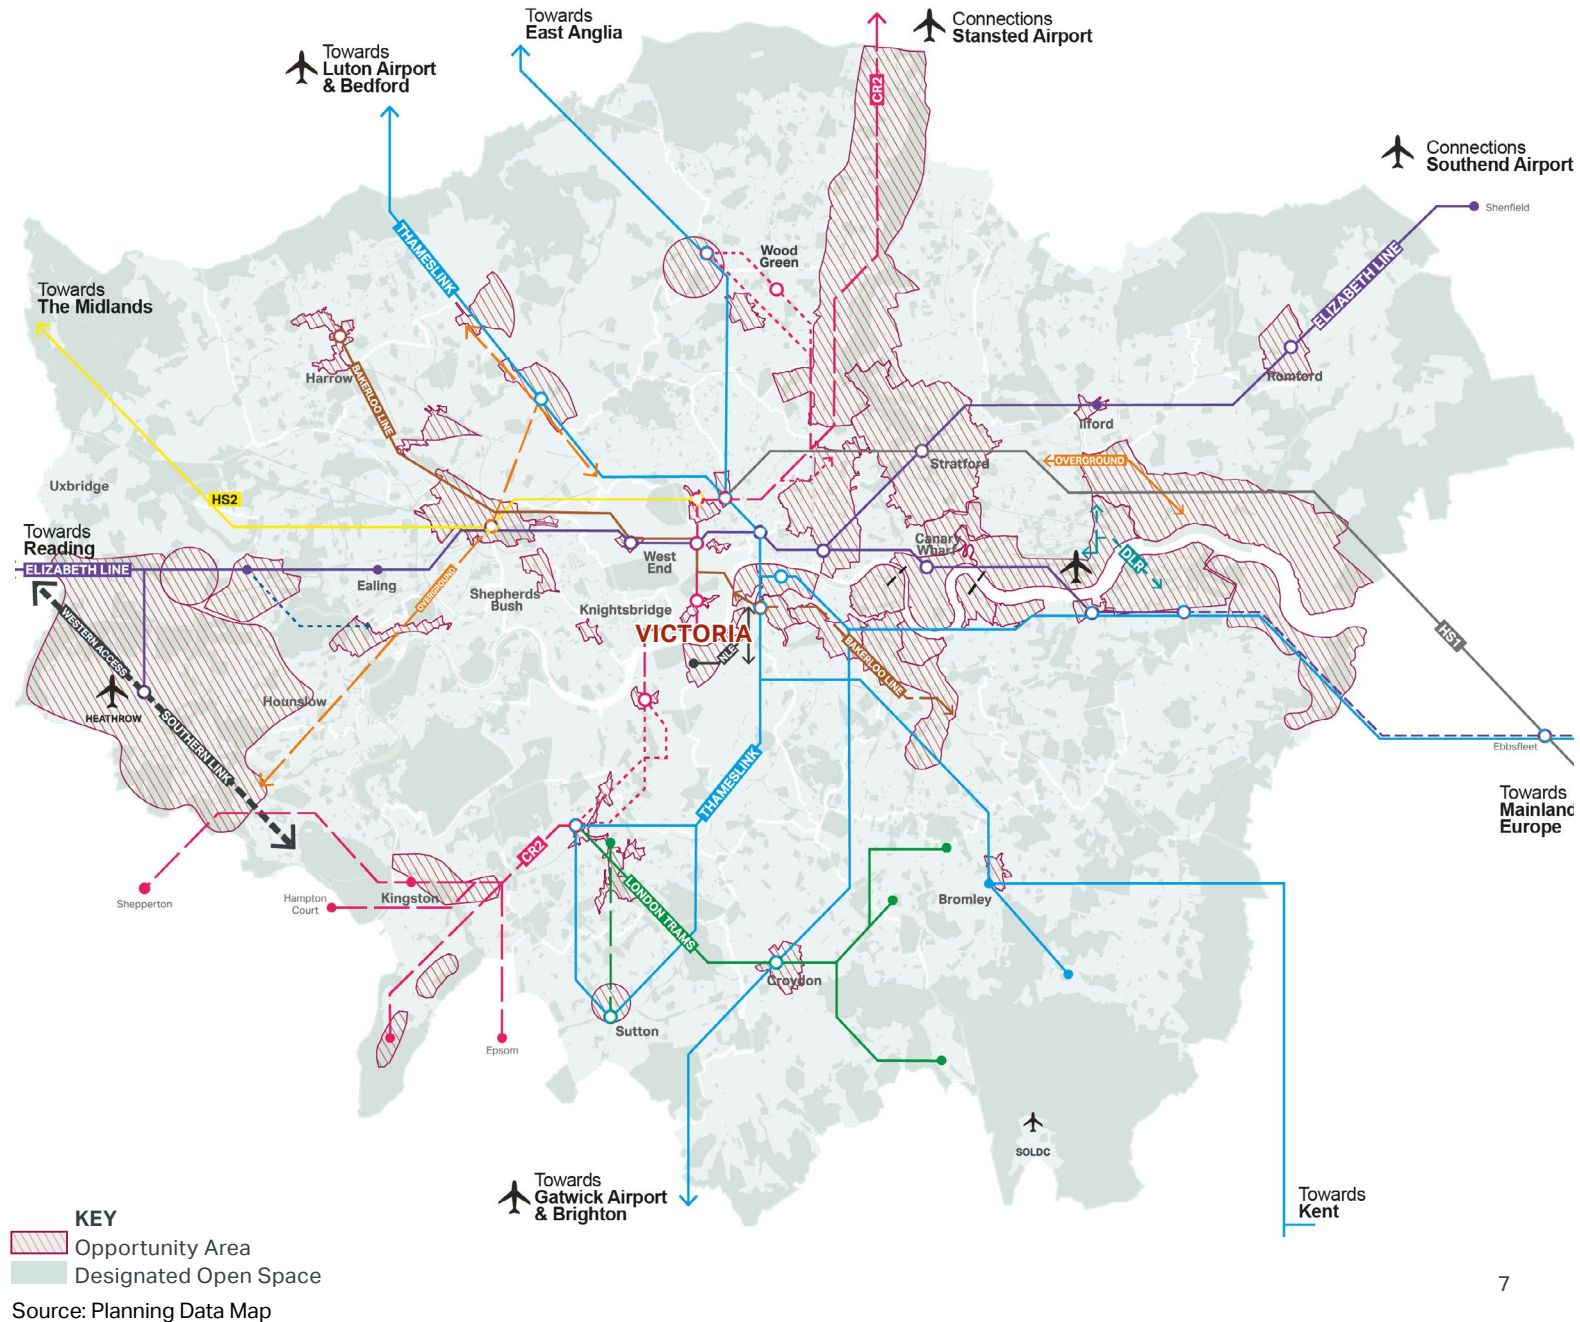 Towards
East Anglia
Connections
Stansted Airport
Towards
Luton Airport
& Bedford
CR2
Connections
Southend Airport
Shenfield
THAMESLINK
Wood
Green
ELIZABETH LINE
Towards
The Midlands
Harrow
BAKERLOO LINE
Romford
Ilford
Stratford
OVERGROUND
Uxbridge
HS2
Towards
Reading
ELIZABETH LINE
Ealing
West
End
Canary
Wharf
DLR
OVERGROUND
Shepherds
Bush
Knightsbridge
VICTORIA
NLE
BAKERLOO LINE
HS1
WESTERN ACCESS
HEATHROW
Hounslow
SOUTHERN LINK
Ebbsfleet
THAMESLINK
Towards
Mainland
Europe
CR2
Shepperton
Hampton
Court
Kingston
LONDON TRAMS
Bromley
Croydon
Sutton
Epsom
SOLDC
Towards
Gatwick Airport
& Brighton
Towards
Kent
KEY
Opportunity Area
Designated Open Space
7
Source: Planning Data Map